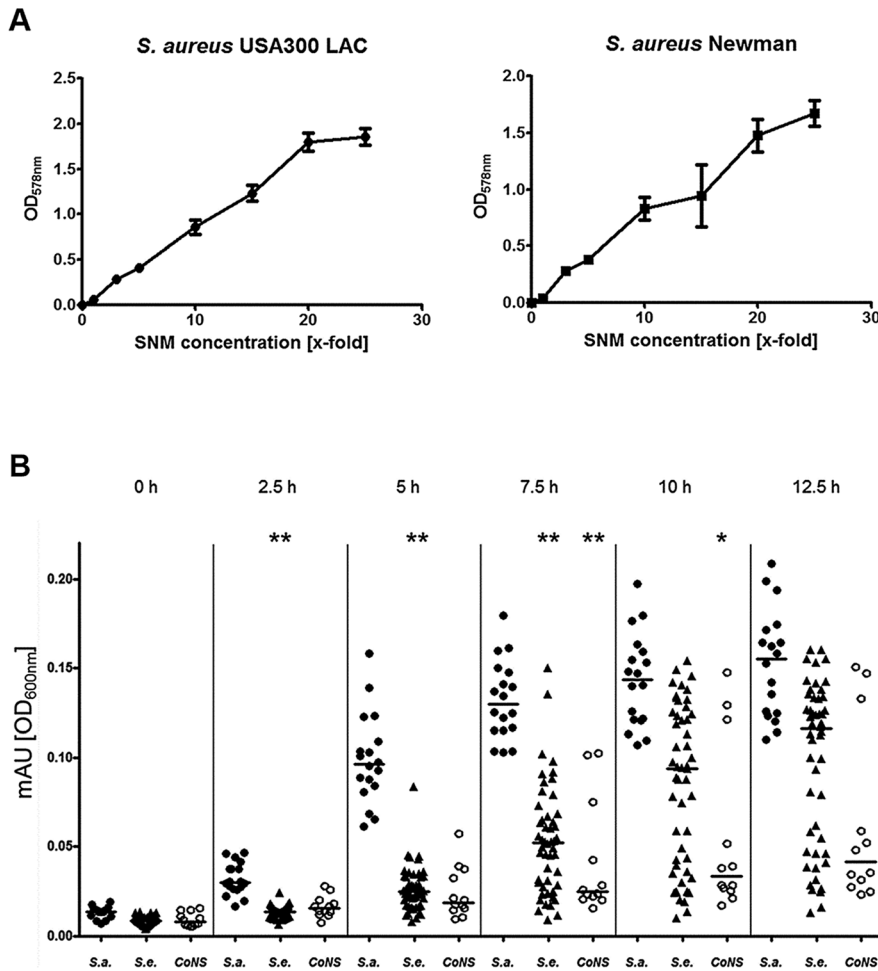 A
S. aureus USA300 LAC
S. aureus Newman
2.5
2.0
1.5
1.0
0.5
0.0
OD578nm
0 10 20 30
SNM concentration [x-fold]
2.0
1.5
1.0
0.5
0.0
OD578nm
0 10 20 30
SNM concentration [x-fold]
B
0 h 2.5 h 5 h 7.5 h 10 h 12.5 h
** ** ** ** *
0.20
0.15
0.10
0.05
0.00
mAU [OD600nm]
S.a. S.e. CoNS S.a. S.e. CoNS S.a. S.e. CoNS S.a. S.e. CoNS S.a. S.e. CoNS S.a. S.e. CoNS